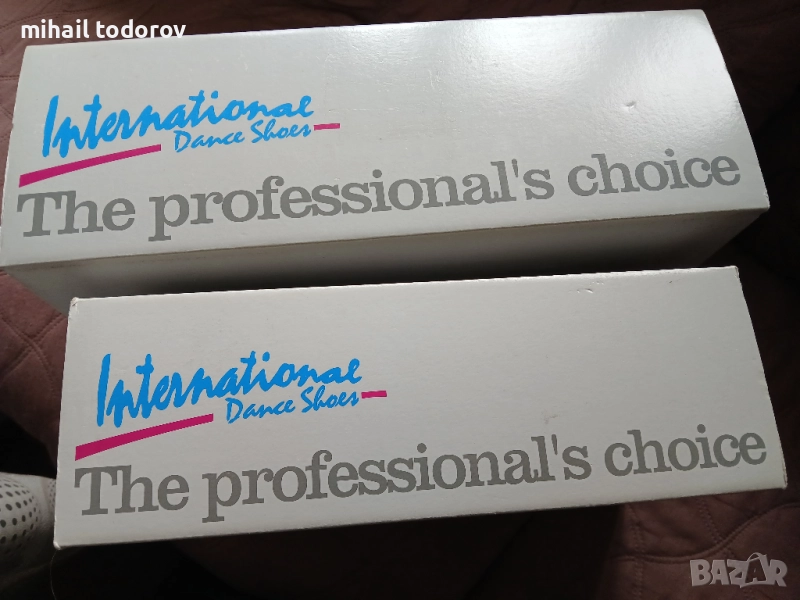 mihail todorov
International
Dance Shoes
The professional's choice
International
Dance Shoes
The professional's choice
BAZAR